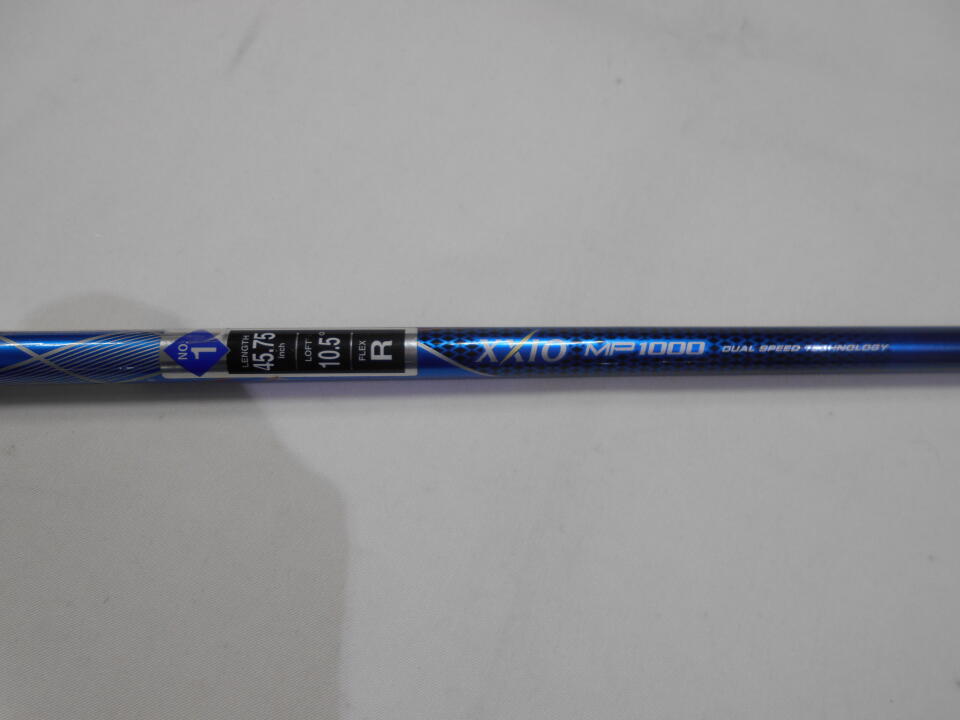 NO.
1
LENGTH
45.75
inch
LOFT
10.5°
FLEX
R
XXIO MP1000 DUAL SPEED TECHNOLOGY